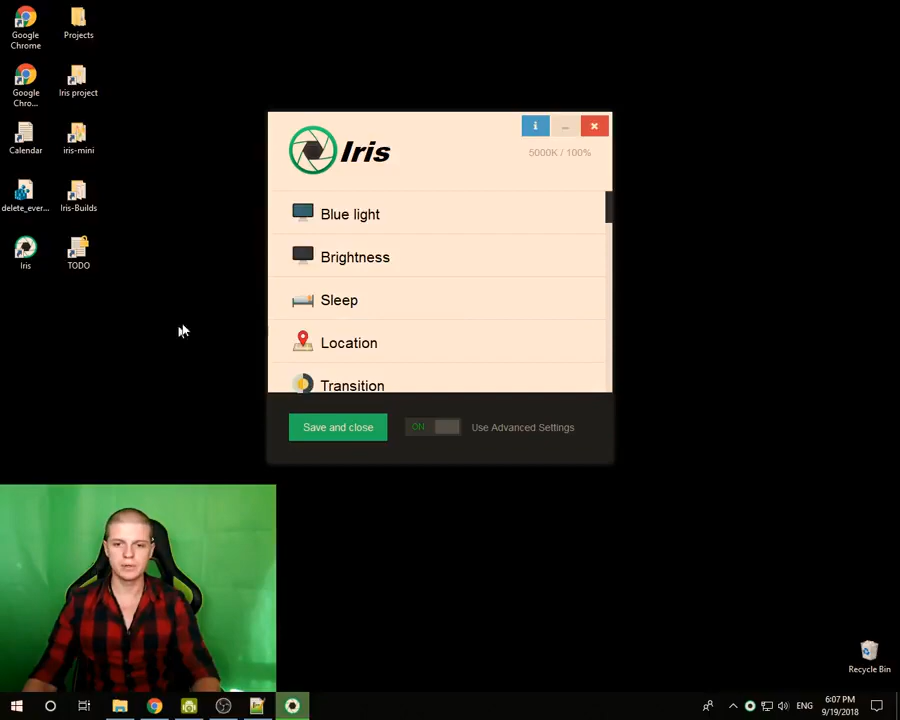 Google
Chrome
Projects
Google
Chro...
Iris project
Calendar
iris-mini
delete_ever...
Iris-Builds
Iris
TODO
Iris
5000K / 100%
Blue light
Brightness
Sleep
Location
Transition
Save and close
ON
Use Advanced Settings
Recycle Bin
ENG
6:07 PM
9/19/2018